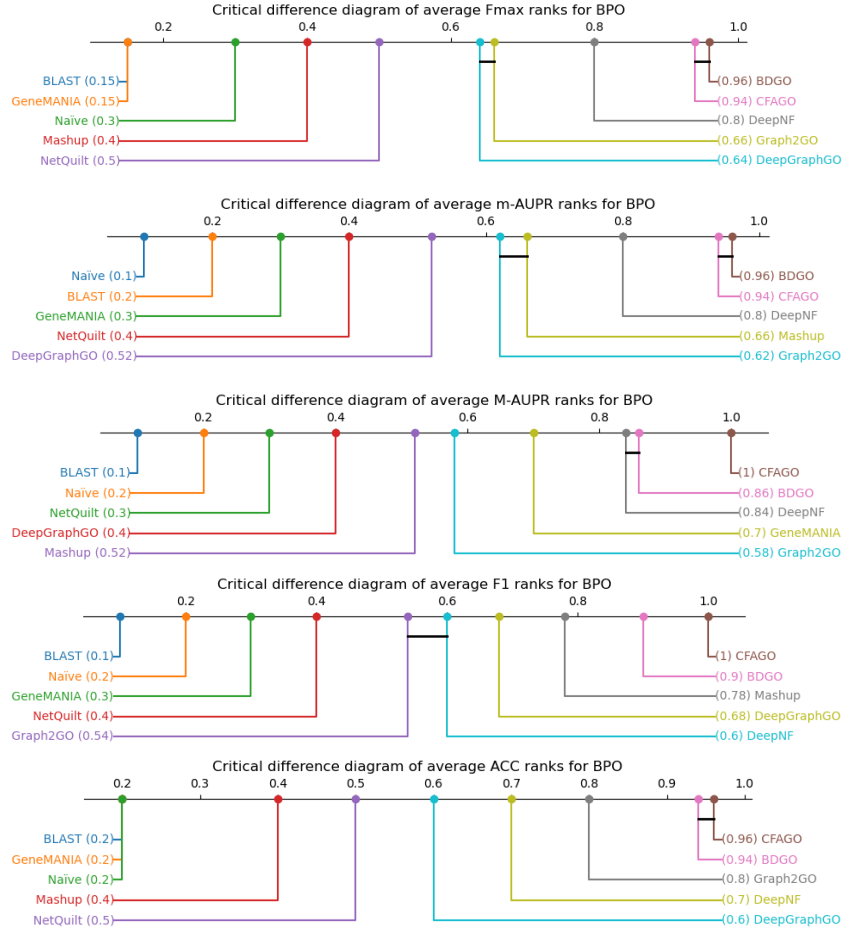 Critical difference diagram of average Fmax ranks for BPO
0.2 0.4 0.6 0.8 1.0
BLAST (0.15) (0.96) BDGO
GeneMANIA (0.15) (0.94) CFAGO
Naïve (0.3) (0.8) DeepNF
Mashup (0.4) (0.66) Graph2GO
NetQuilt (0.5) (0.64) DeepGraphGO
Critical difference diagram of average m-AUPR ranks for BPO
0.2 0.4 0.6 0.8 1.0
Naïve (0.1) (0.96) BDGO
BLAST (0.2) (0.94) CFAGO
GeneMANIA (0.3) (0.8) DeepNF
NetQuilt (0.4) (0.66) Mashup
DeepGraphGO (0.52) (0.62) Graph2GO
Critical difference diagram of average M-AUPR ranks for BPO
0.2 0.4 0.6 0.8 1.0
BLAST (0.1) (1) CFAGO
Naïve (0.2) (0.86) BDGO
NetQuilt (0.3) (0.84) DeepNF
DeepGraphGO (0.4) (0.7) GeneMANIA
Mashup (0.52) (0.58) Graph2GO
Critical difference diagram of average F1 ranks for BPO
0.2 0.4 0.6 0.8 1.0
BLAST (0.1) (1) CFAGO
Naïve (0.2) (0.9) BDGO
GeneMANIA (0.3) (0.78) Mashup
NetQuilt (0.4) (0.68) DeepGraphGO
Graph2GO (0.54) (0.6) DeepNF
Critical difference diagram of average ACC ranks for BPO
0.2 0.3 0.4 0.5 0.6 0.7 0.8 0.9 1.0
BLAST (0.2) (0.96) CFAGO
GeneMANIA (0.2) (0.94) BDGO
Naïve (0.2) (0.8) Graph2GO
Mashup (0.4) (0.7) DeepNF
NetQuilt (0.5) (0.6) DeepGraphGO